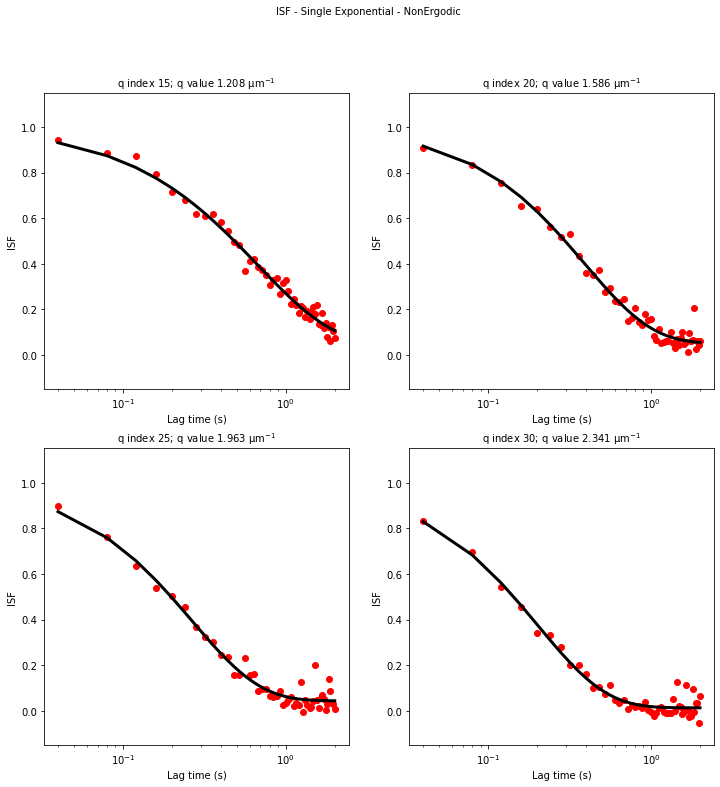 ISF - Single Exponential - NonErgodic
q index 15; q value 1.208 μm⁻¹
q index 20; q value 1.586 μm⁻¹
1.0
0.8
0.6
0.4
0.2
0.0
ISF
10⁻¹
10⁰
Lag time (s)
1.0
0.8
0.6
0.4
0.2
0.0
ISF
10⁻¹
10⁰
Lag time (s)
q index 25; q value 1.963 μm⁻¹
q index 30; q value 2.341 μm⁻¹
1.0
0.8
0.6
0.4
0.2
0.0
ISF
10⁻¹
10⁰
Lag time (s)
1.0
0.8
0.6
0.4
0.2
0.0
ISF
10⁻¹
10⁰
Lag time (s)